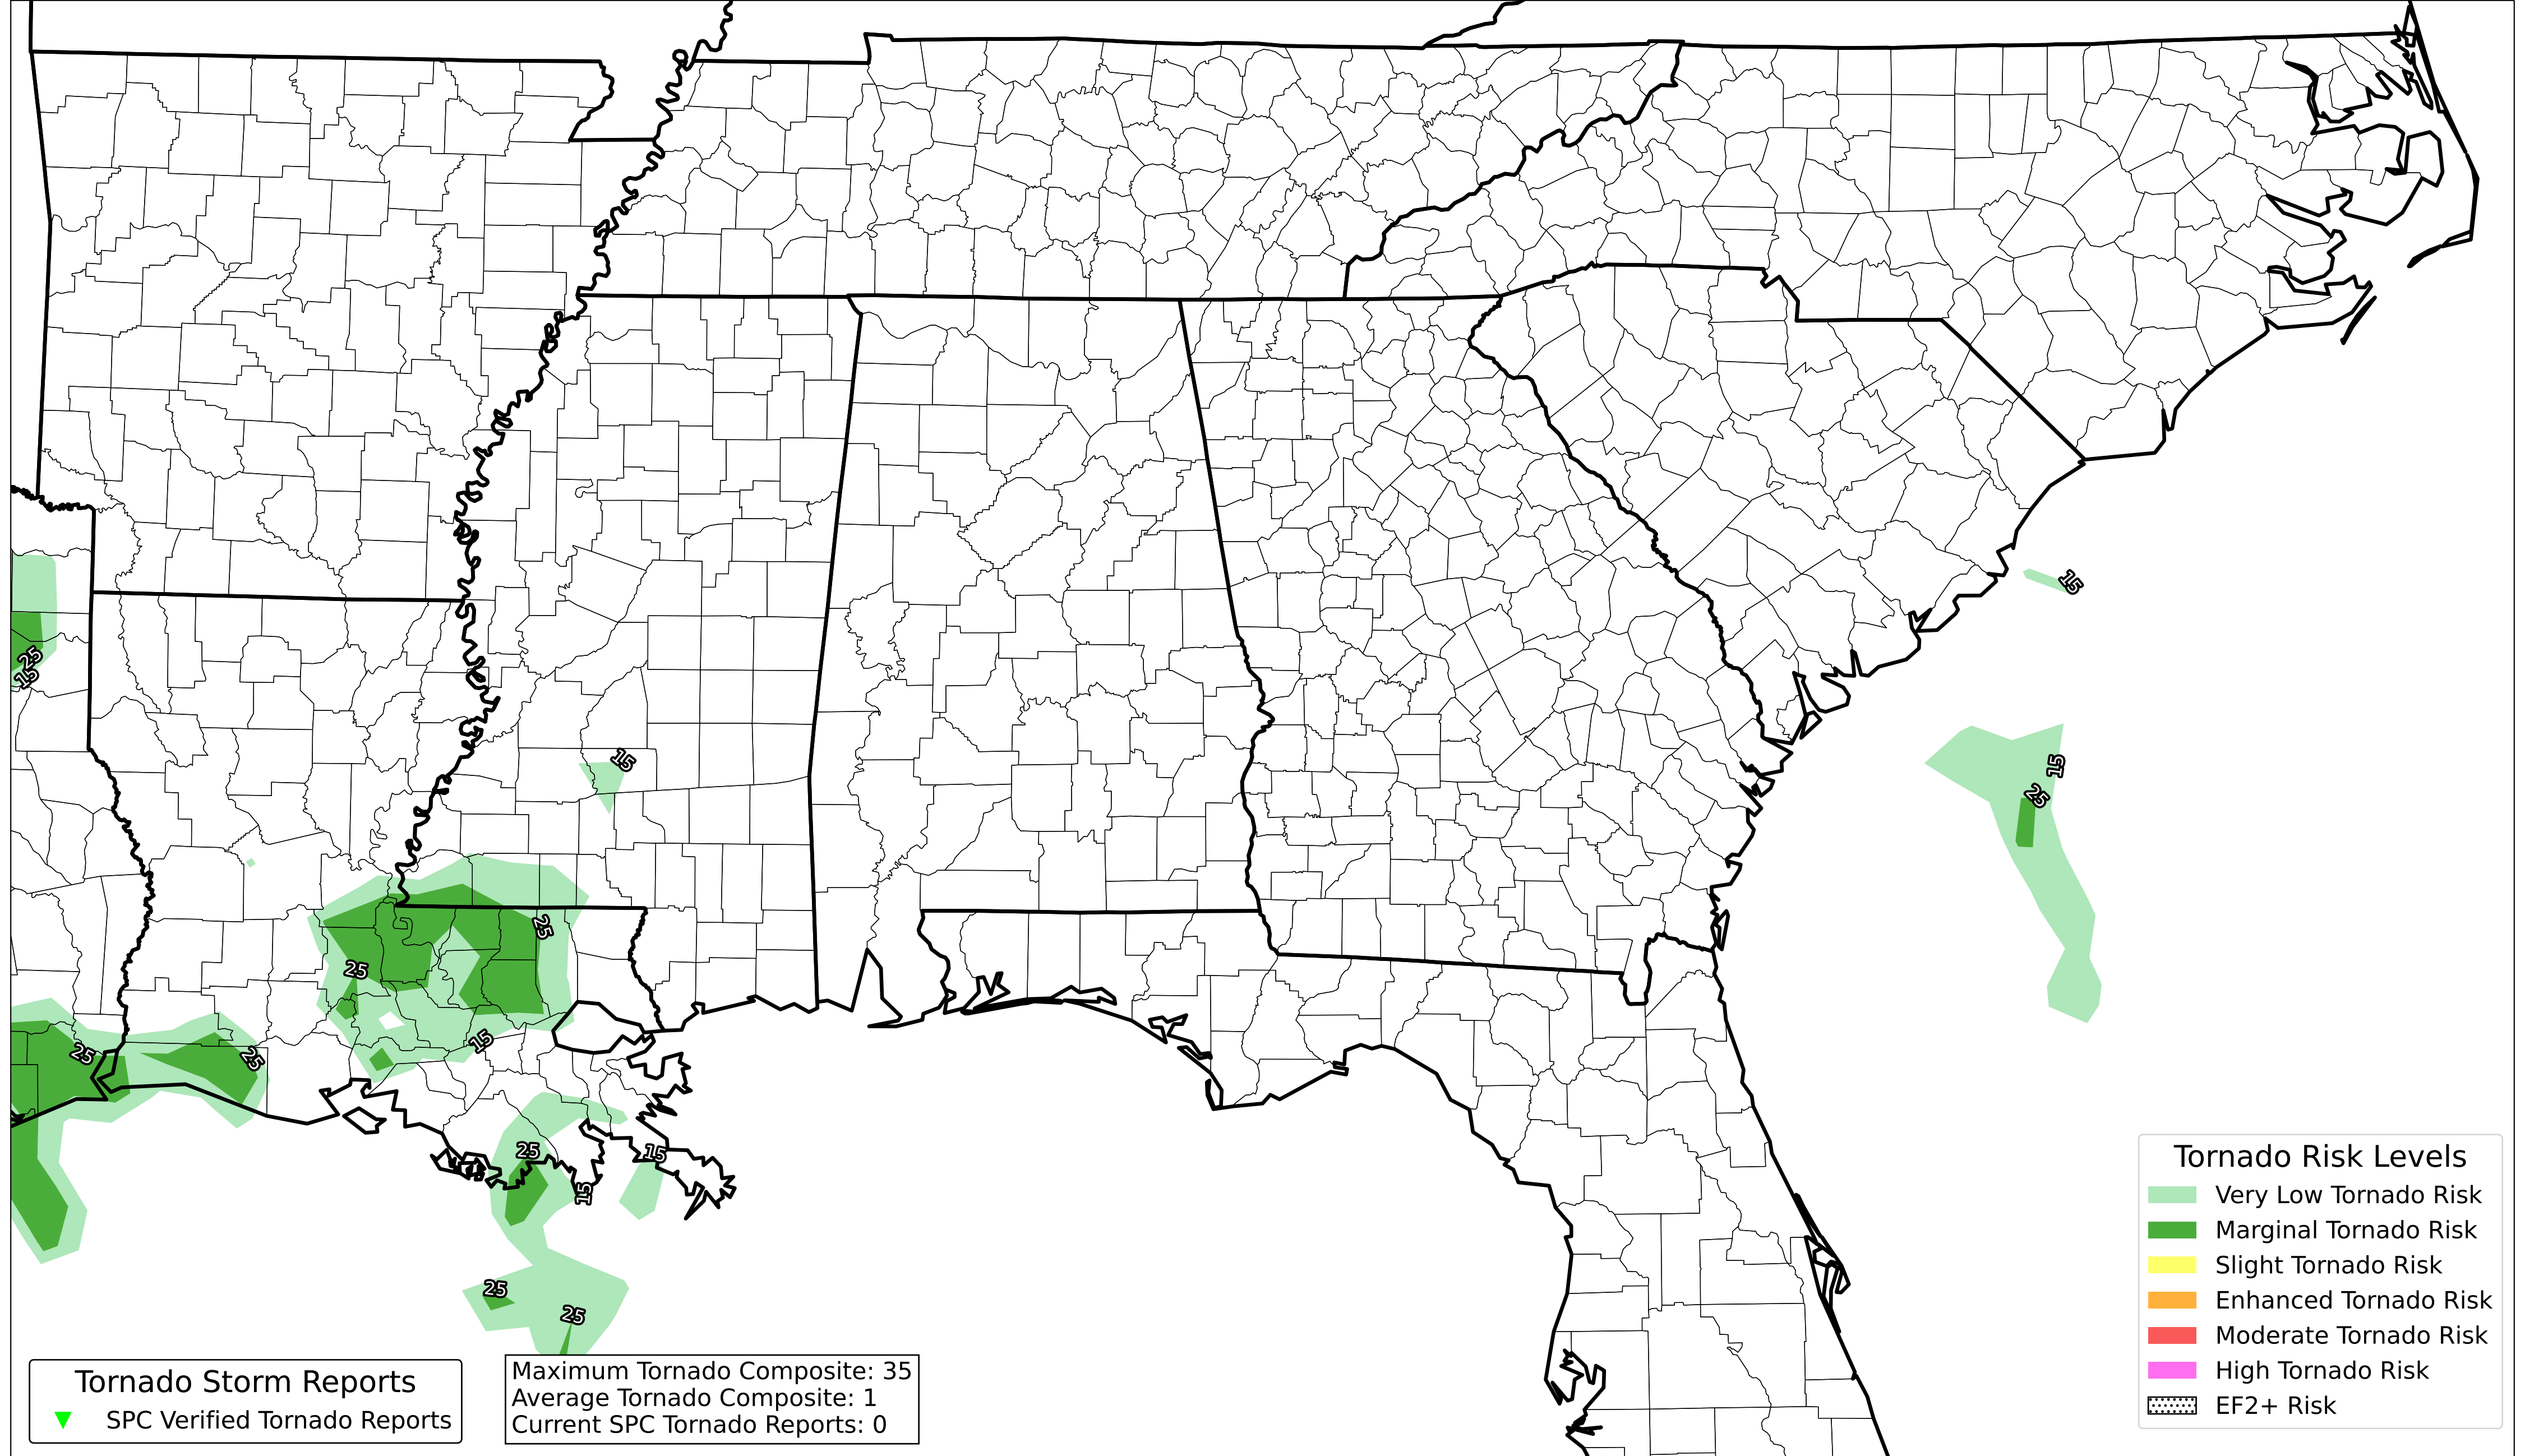 15
25
15
15
15
25
25
25
15
25
25
25
15
15
25
25
Tornado Storm Reports
SPC Verified Tornado Reports
Maximum Tornado Composite: 35
Average Tornado Composite: 1
Current SPC Tornado Reports: 0
Tornado Risk Levels
Very Low Tornado Risk
Marginal Tornado Risk
Slight Tornado Risk
Enhanced Tornado Risk
Moderate Tornado Risk
High Tornado Risk
EF2+ Risk